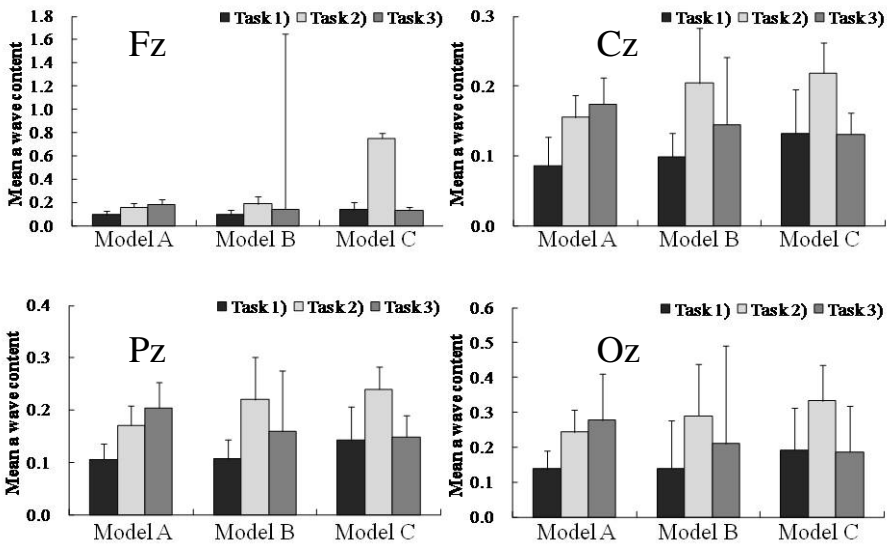 1.8 ■Task 1) □Task 2) ■Task 3)
1.6 Fz
1.4
1.2
1.0
0.8
0.6
0.4
0.2
0.0
Mean a wave content
Model A Model B Model C
0.3 ■Task 1) □Task 2) ■Task 3)
Cz
0.2
0.1
0.0
Mean a wave content
Model A Model B Model C
0.4 ■Task 1) □Task 2) ■Task 3)
Pz
0.3
0.2
0.1
0.0
Mean a wave content
Model A Model B Model C
0.6 ■Task 1) □Task 2) ■Task 3)
0.5 Oz
0.4
0.3
0.2
0.1
0.0
Mean a wave content
Model A Model B Model C